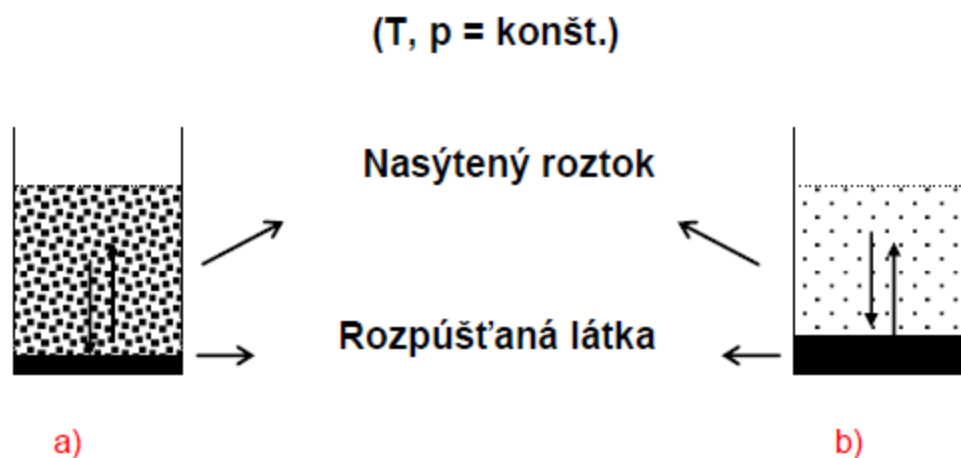 (T, p = konšt.)
Nasýtený roztok
Rozpúšťaná látka
a)
b)